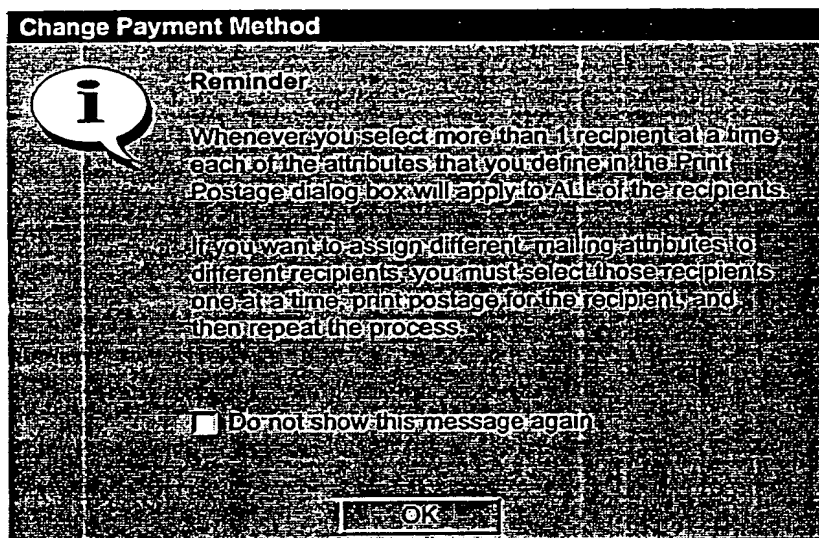 Change Payment Method
i
Reminder
Whenever you select more than 1 recipient at a time
each of the attributes that you define in the Print
Postage dialog box will apply to ALL of the recipients.
If you want to assign different mailing attributes to
different recipients, you must select those recipients
one at a time, print postage for the recipient, and
then repeat the process.
Do not show this message again
OK